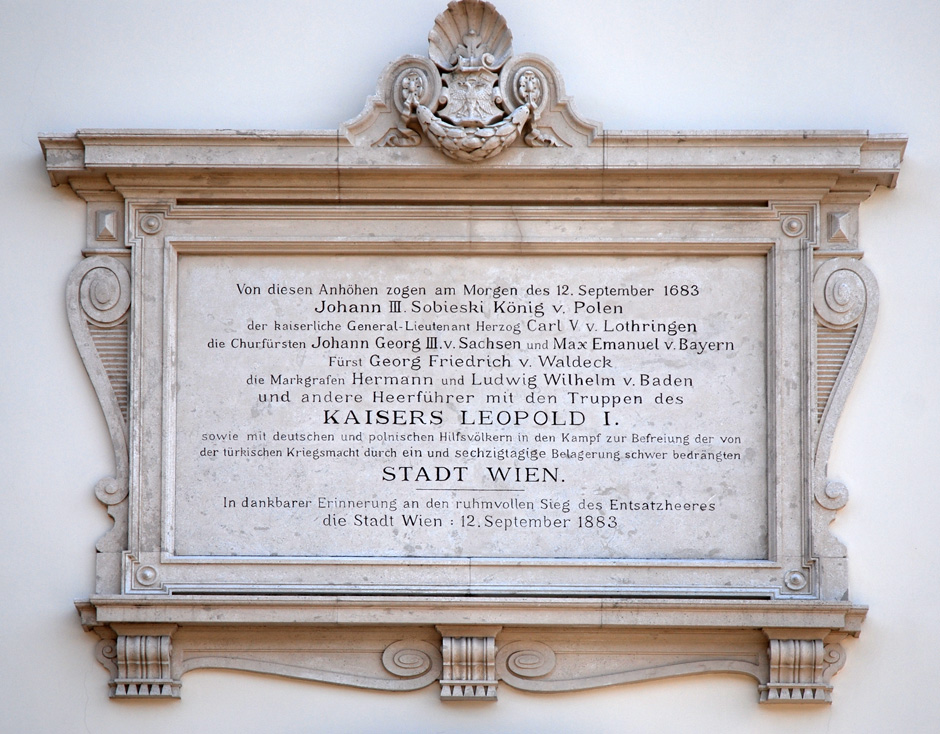 Von diesen Anhöhen zogen am Morgen des 12. September 1683
Johann III. Sobieski König v. Polen
der kaiserliche General-Lieutenant Herzog Carl V v. Lothringen
die Churfürsten Johann Georg III. v. Sachsen und Max Emanuel v. Bayern
Fürst Georg Friedrich v. Waldeck
die Markgrafen Hermann und Ludwig Wilhelm v. Baden
und andere Heerführer mit den Truppen des
KAISERS LEOPOLD I.
sowie mit deutschen und polnischen Hilfsvölkern in den Kampf zur Befreiung der von
der türkischen Kriegsmacht durch ein und sechzigtägige Belagerung schwer bedrängten
STADT WIEN.
In dankbarer Erinnerung an den ruhmvollen Sieg des Entsatzheeres
die Stadt Wien : 12. September 1883